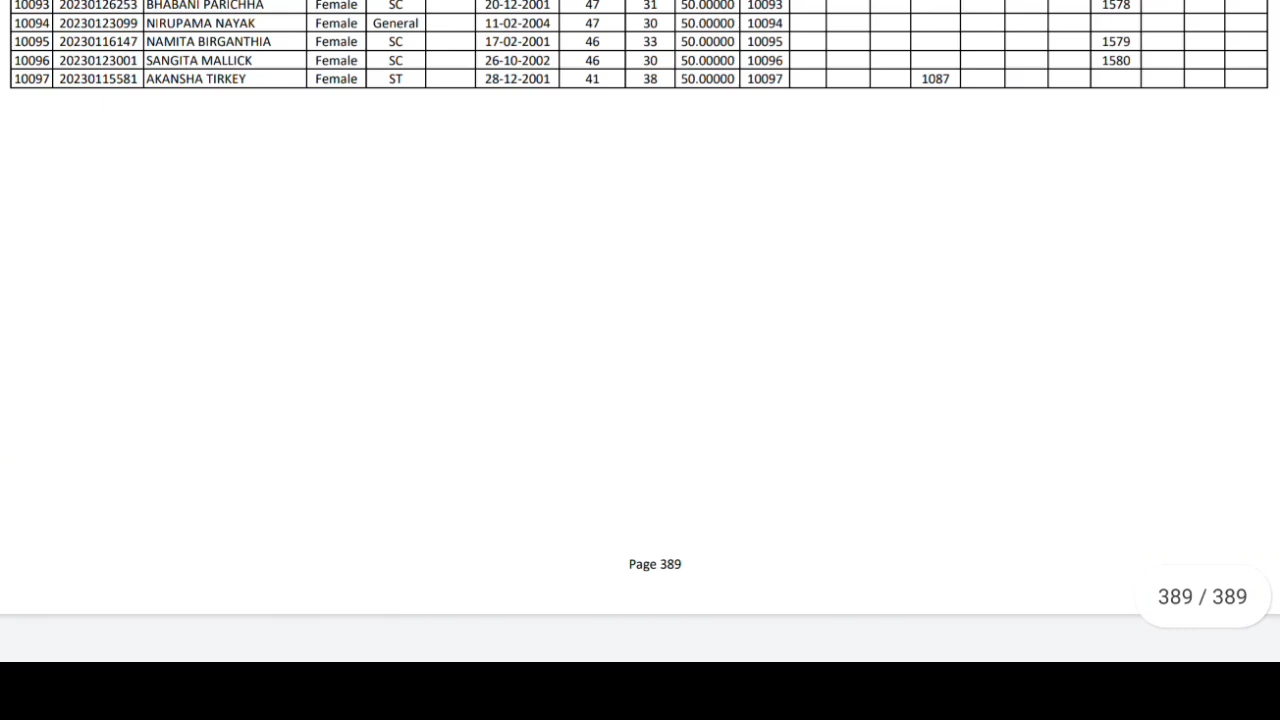 10093 20230126253 BHABANI PARICHHA Female SC 20-12-2001 47 31 50.00000 10093 1578
10094 20230123099 NIRUPAMA NAYAK Female General 11-02-2004 47 30 50.00000 10094
10095 20230116147 NAMITA BIRGANTHIA Female SC 17-02-2001 46 33 50.00000 10095 1579
10096 20230123001 SANGITA MALLICK Female SC 26-10-2002 46 30 50.00000 10096 1580
10097 20230115581 AKANSHA TIRKEY Female ST 28-12-2001 41 38 50.00000 10097 1087
Page 389
389 / 389